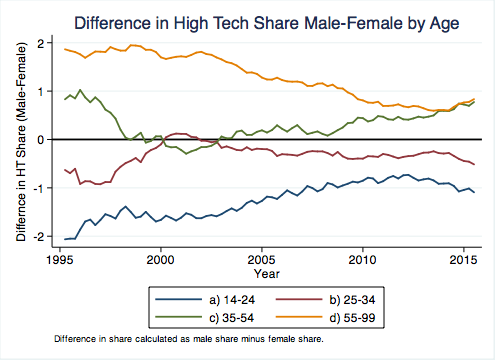 Difference in High Tech Share Male-Female by Age
Differnce in HT Share (Male-Female)
2
1
0
-1
-2
1995 2000 2005 2010 2015
Year
a) 14-24 b) 25-34
c) 35-54 d) 55-99
Difference in share calculated as male share minus female share.